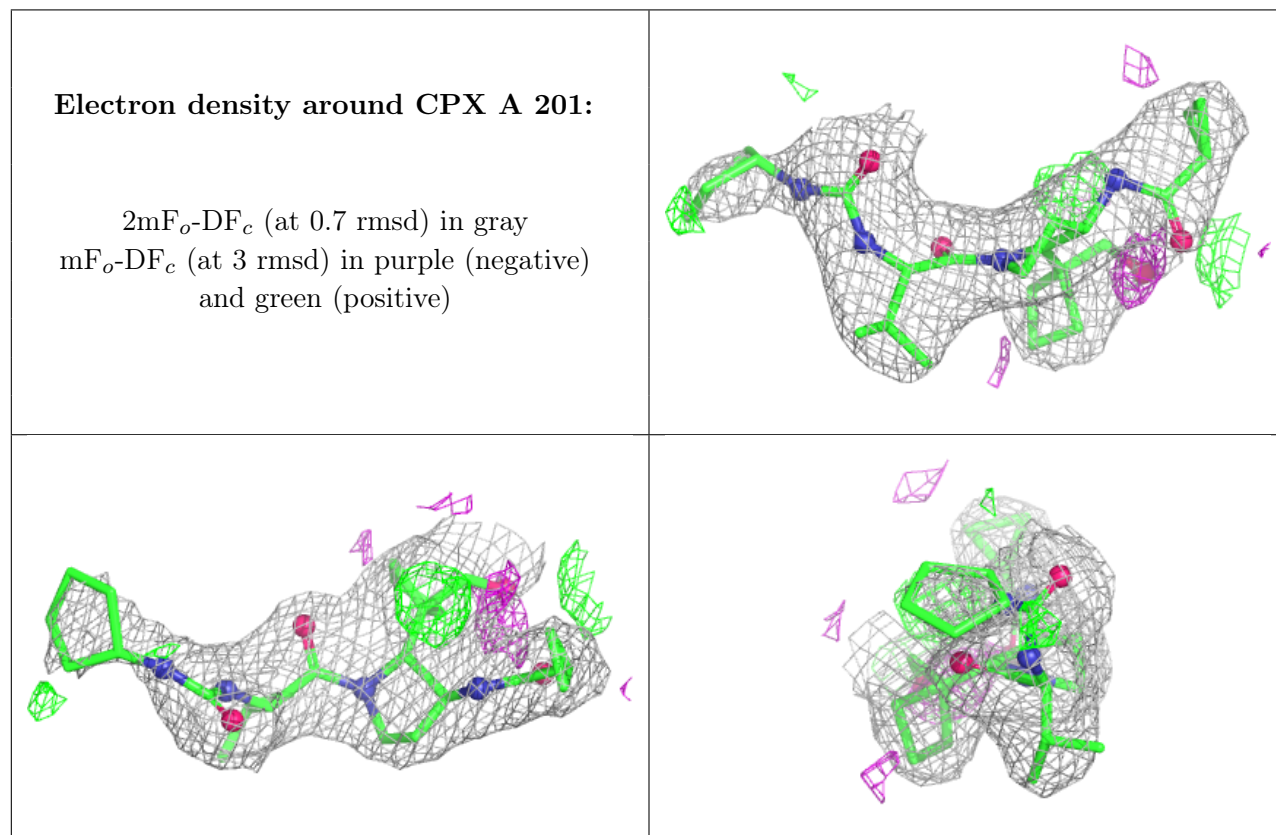 Electron density around CPX A 201:
2mFo-DFc (at 0.7 rmsd) in gray
mFo-DFc (at 3 rmsd) in purple (negative)
and green (positive)